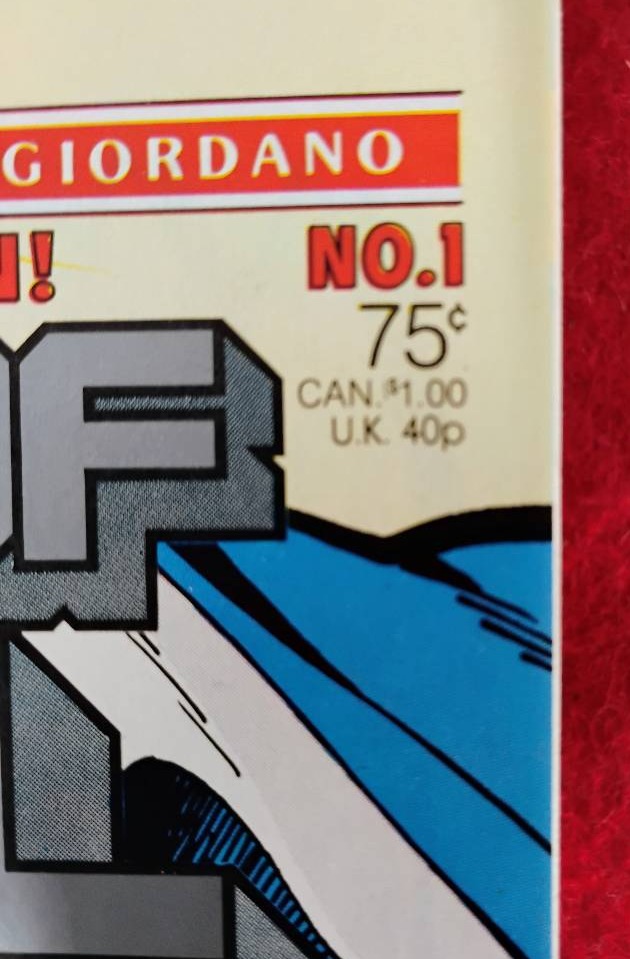 GIORDANO
N! NO.1
75¢
CAN. $1.00
U.K. 40p
OF